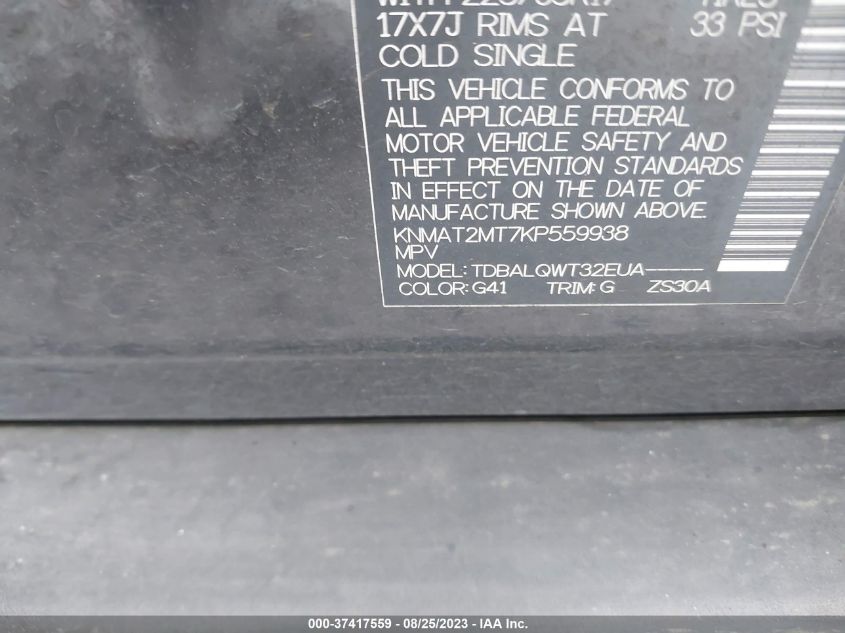 17X7J RIMS AT 33 PSI
COLD SINGLE
THIS VEHICLE CONFORMS TO
ALL APPLICABLE FEDERAL
MOTOR VEHICLE SAFETY AND
THEFT PREVENTION STANDARDS
IN EFFECT ON THE DATE OF
MANUFACTURE SHOWN ABOVE.
KNMAT2MT7KP559938
MPV
MODEL: TDBALQWT32EUA-----
COLOR: G41 TRIM: G ZS30A
000-37417559 - 08/25/2023 - IAA Inc.